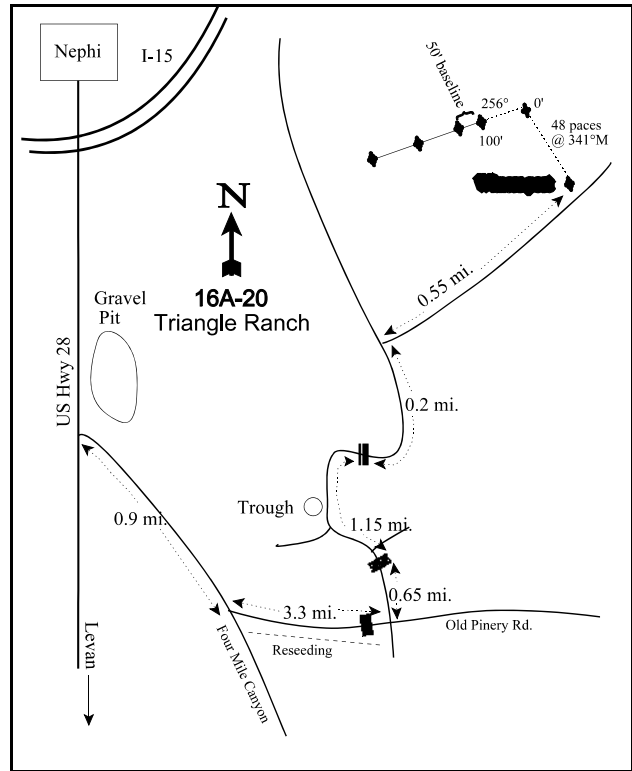 Nephi
I-15
50' baseline
256°
0'
100'
48 paces
@ 341°M
N
16A-20
Triangle Ranch
Gravel
Pit
US Hwy 28
0.55 mi.
0.2 mi.
Trough
1.15 mi.
0.9 mi.
0.65 mi.
3.3 mi.
Old Pinery Rd.
Reseeding
Four Mile Canyon
Levan